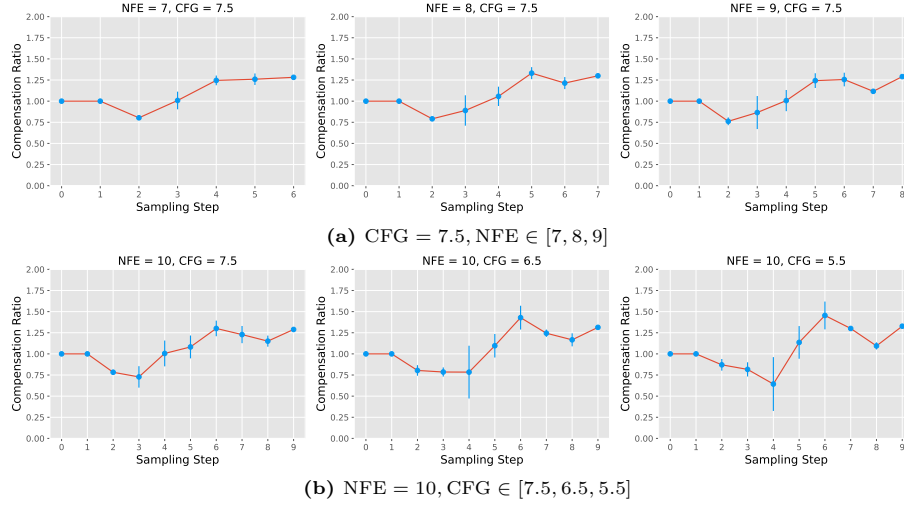 NFE = 7, CFG = 7.5
NFE = 8, CFG = 7.5
NFE = 9, CFG = 7.5
Compensation Ratio
2.00
1.75
1.50
1.25
1.00
0.75
0.50
0.25
0.00
0 1 2 3 4 5 6
Sampling Step
Compensation Ratio
2.00
1.75
1.50
1.25
1.00
0.75
0.50
0.25
0.00
0 1 2 3 4 5 6 7
Sampling Step
Compensation Ratio
2.00
1.75
1.50
1.25
1.00
0.75
0.50
0.25
0.00
0 1 2 3 4 5 6 7 8
Sampling Step
(a) CFG = 7.5, NFE ∈ [7, 8, 9]
NFE = 10, CFG = 7.5
NFE = 10, CFG = 6.5
NFE = 10, CFG = 5.5
Compensation Ratio
2.00
1.75
1.50
1.25
1.00
0.75
0.50
0.25
0.00
0 1 2 3 4 5 6 7 8 9
Sampling Step
Compensation Ratio
2.00
1.75
1.50
1.25
1.00
0.75
0.50
0.25
0.00
0 1 2 3 4 5 6 7 8 9
Sampling Step
Compensation Ratio
2.00
1.75
1.50
1.25
1.00
0.75
0.50
0.25
0.00
0 1 2 3 4 5 6 7 8 9
Sampling Step
(b) NFE = 10, CFG ∈ [7.5, 6.5, 5.5]